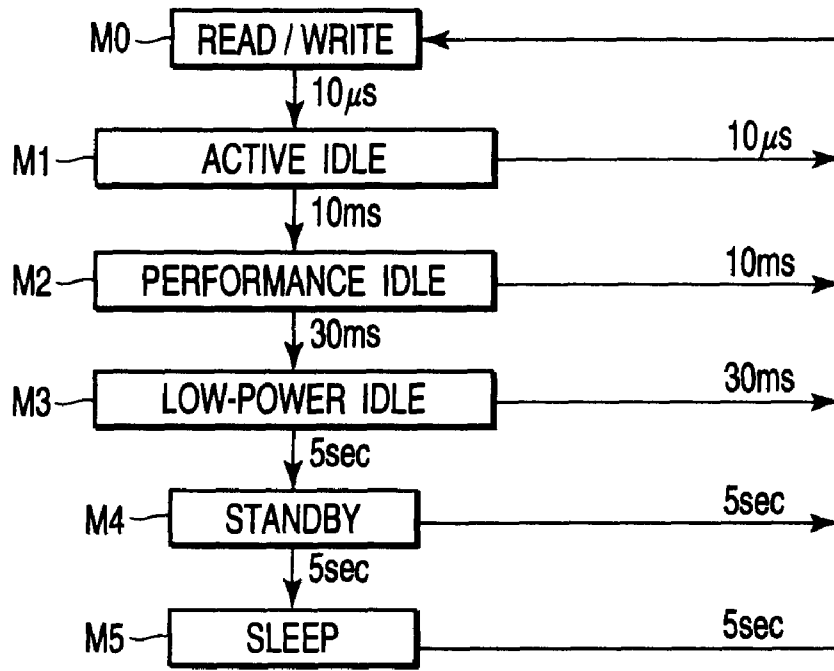 M0 READ / WRITE
10μs
M1 ACTIVE IDLE 10μs
10ms
M2 PERFORMANCE IDLE 10ms
30ms
M3 LOW-POWER IDLE 30ms
5sec
M4 STANDBY 5sec
5sec
M5 SLEEP 5sec